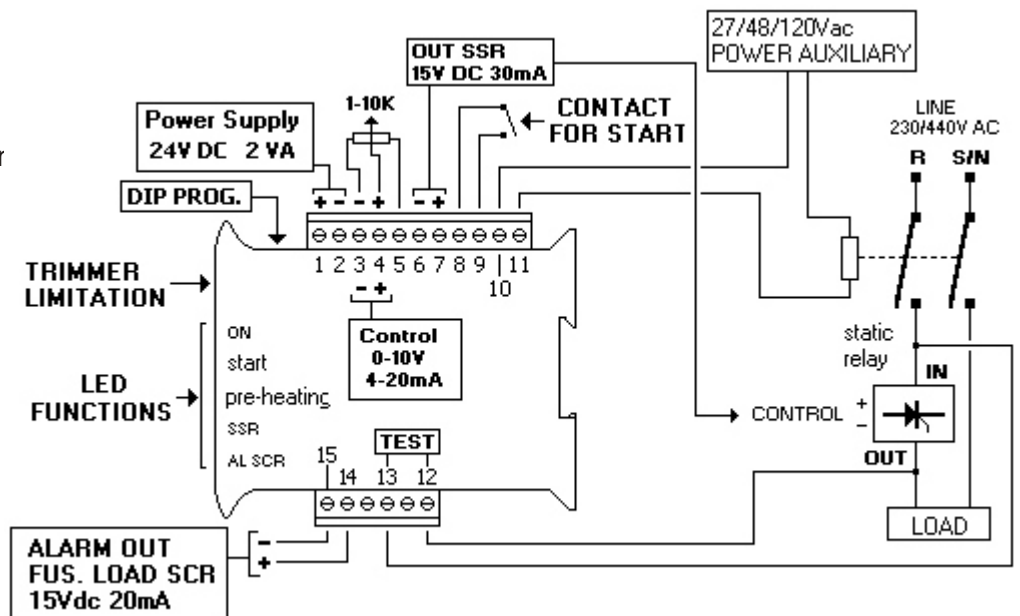 27/48/120Vac
POWER AUXILIARY
OUT SSR
15V DC 30mA
1-10K
CONTACT
FOR START
LINE
230/440V AC
Power Supply
24V DC 2 VA
R S/N
r
DIP PROG.
+ - - + - +
1 2 3 4 5 6 7 8 9 11
10
- +
TRIMMER
LIMITATION
Control
0-10V
4-20mA
ON
start
pre-heating
SSR
AL SCR
LED
FUNCTIONS
static
relay
IN
CONTROL
+
-
OUT
TEST
15
14 13 12
LOAD
ALARM OUT
FUS. LOAD SCR
15Vdc 20mA
-
+